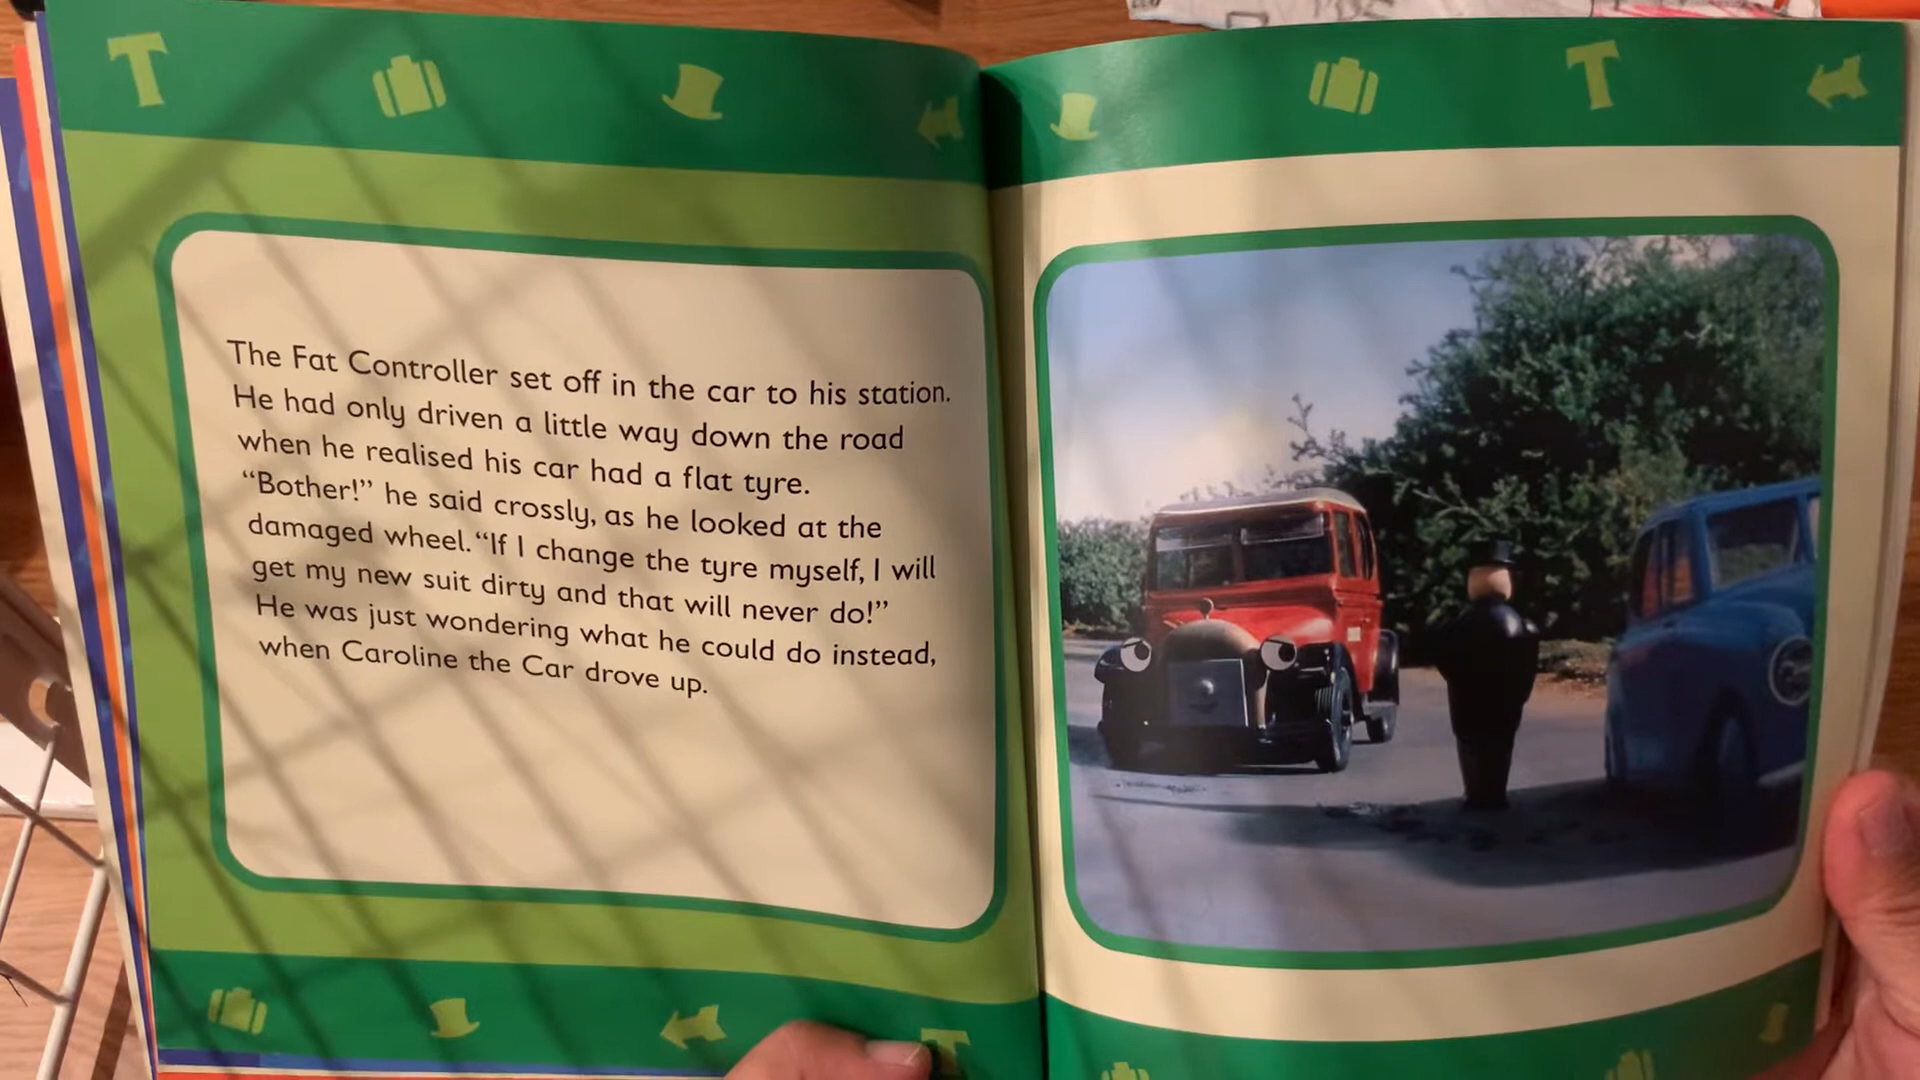 The Fat Controller set off in the car to his station.
He had only driven a little way down the road
when he realised his car had a flat tyre.
“Bother!” he said crossly, as he looked at the
damaged wheel. “If I change the tyre myself, I will
get my new suit dirty and that will never do!”
He was just wondering what he could do instead,
when Caroline the Car drove up.